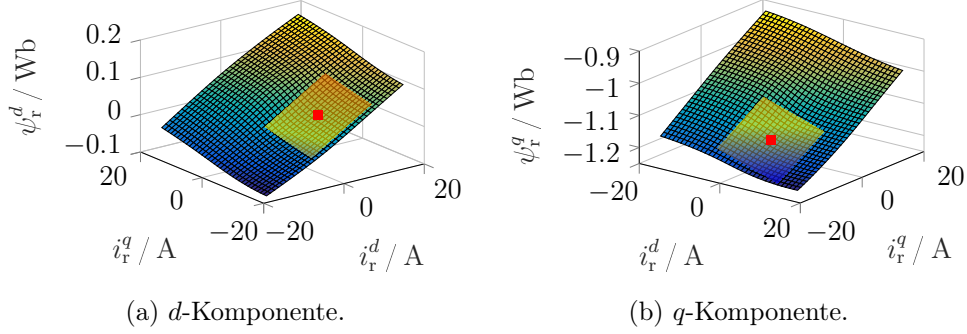 0.2
0.1
0
−0.1
ψ_r^d / Wb
20
0
−20
i_r^q / A
−20
0
20
i_r^d / A
(a) d-Komponente.
−0.9
−1
−1.1
−1.2
ψ_r^q / Wb
−20
0
20
i_r^d / A
−20
0
20
i_r^q / A
(b) q-Komponente.